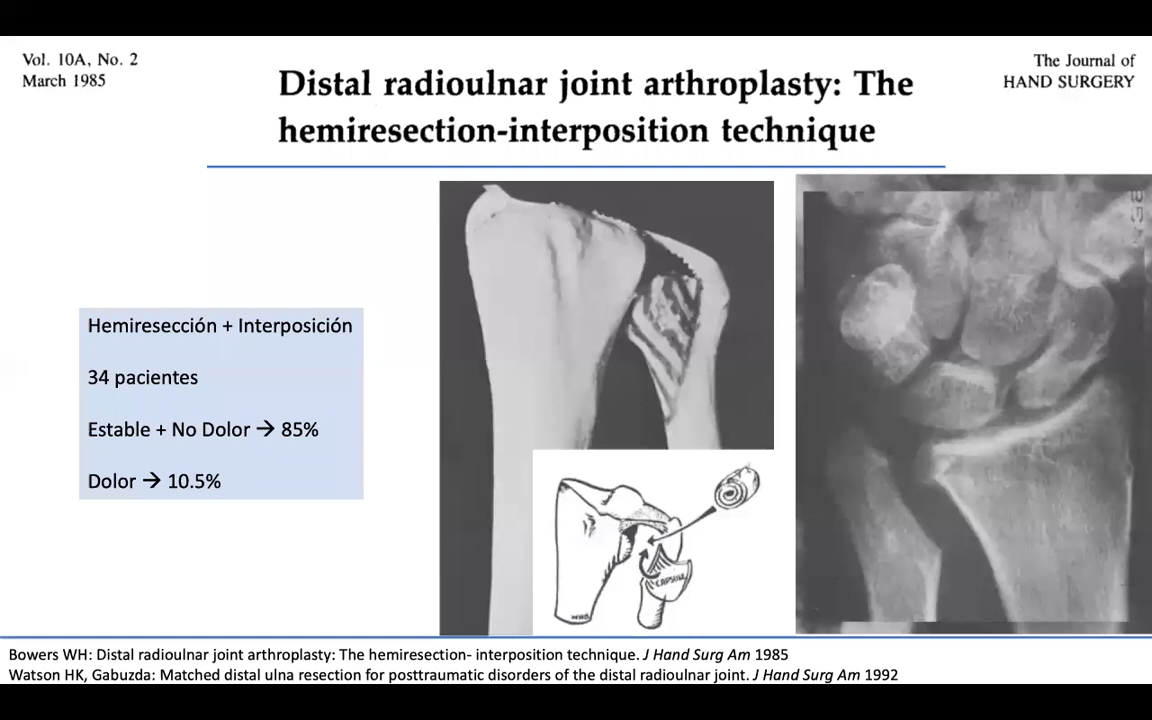 Vol. 10A, No. 2
March 1985
The Journal of
HAND SURGERY
Distal radioulnar joint arthroplasty: The
hemiresection-interposition technique
Hemiresección + Interposición
34 pacientes
Estable + No Dolor → 85%
Dolor → 10.5%
CAPSULE
WHB
Bowers WH: Distal radioulnar joint arthroplasty: The hemiresection- interposition technique. J Hand Surg Am 1985
Watson HK, Gabuzda: Matched distal ulna resection for posttraumatic disorders of the distal radioulnar joint. J Hand Surg Am 1992